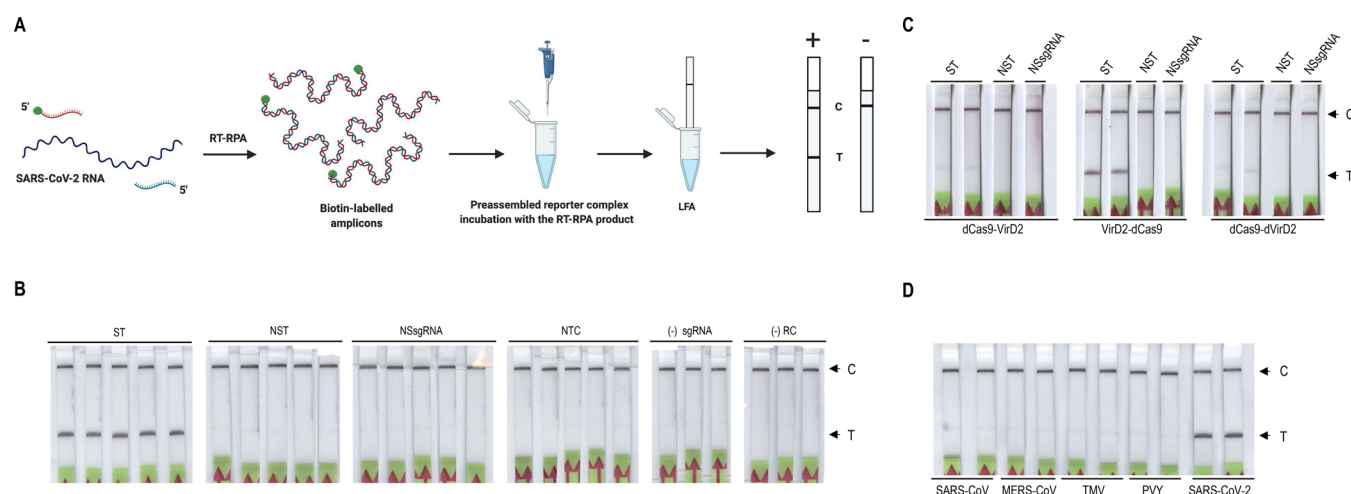 A
5'
SARS-CoV-2 RNA
5'
RT-RPA
Biotin-labelled
amplicons
Preassembled reporter complex
incubation with the RT-RPA product
LFA
+ -
C
T
B
ST NST NSsgRNA NTC (-) sgRNA (-) RC
C
T
C
ST NST NSsgRNA ST NST NSsgRNA ST NST NSsgRNA
C
T
dCas9-VirD2 VirD2-dCas9 dCas9-dVirD2
D
C
T
SARS-CoV MERS-CoV TMV PVY SARS-CoV-2